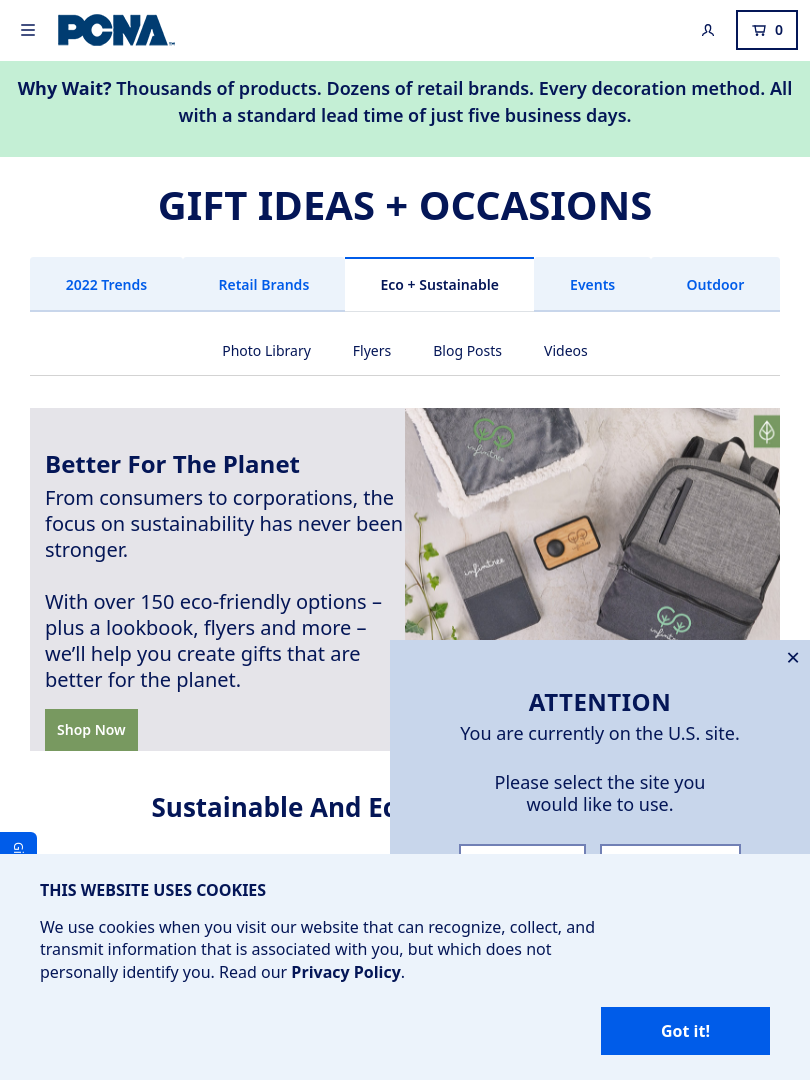 PCNA
0
Why Wait? Thousands of products. Dozens of retail brands. Every decoration method. All
with a standard lead time of just five business days.
GIFT IDEAS + OCCASIONS
2022 Trends
Retail Brands
Eco + Sustainable
Events
Outdoor
Photo Library
Flyers
Blog Posts
Videos
Better For The Planet
From consumers to corporations, the
focus on sustainability has never been
stronger.
With over 150 eco-friendly options –
plus a lookbook, flyers and more –
we’ll help you create gifts that are
better for the planet.
Shop Now
infinitree
infinitree
infinitree
ATTENTION
You are currently on the U.S. site.
Please select the site you
would like to use.
Sustainable And
THIS WEBSITE USES COOKIES
We use cookies when you visit our website that can recognize, collect, and
transmit information that is associated with you, but which does not
personally identify you. Read our Privacy Policy.
Got it!